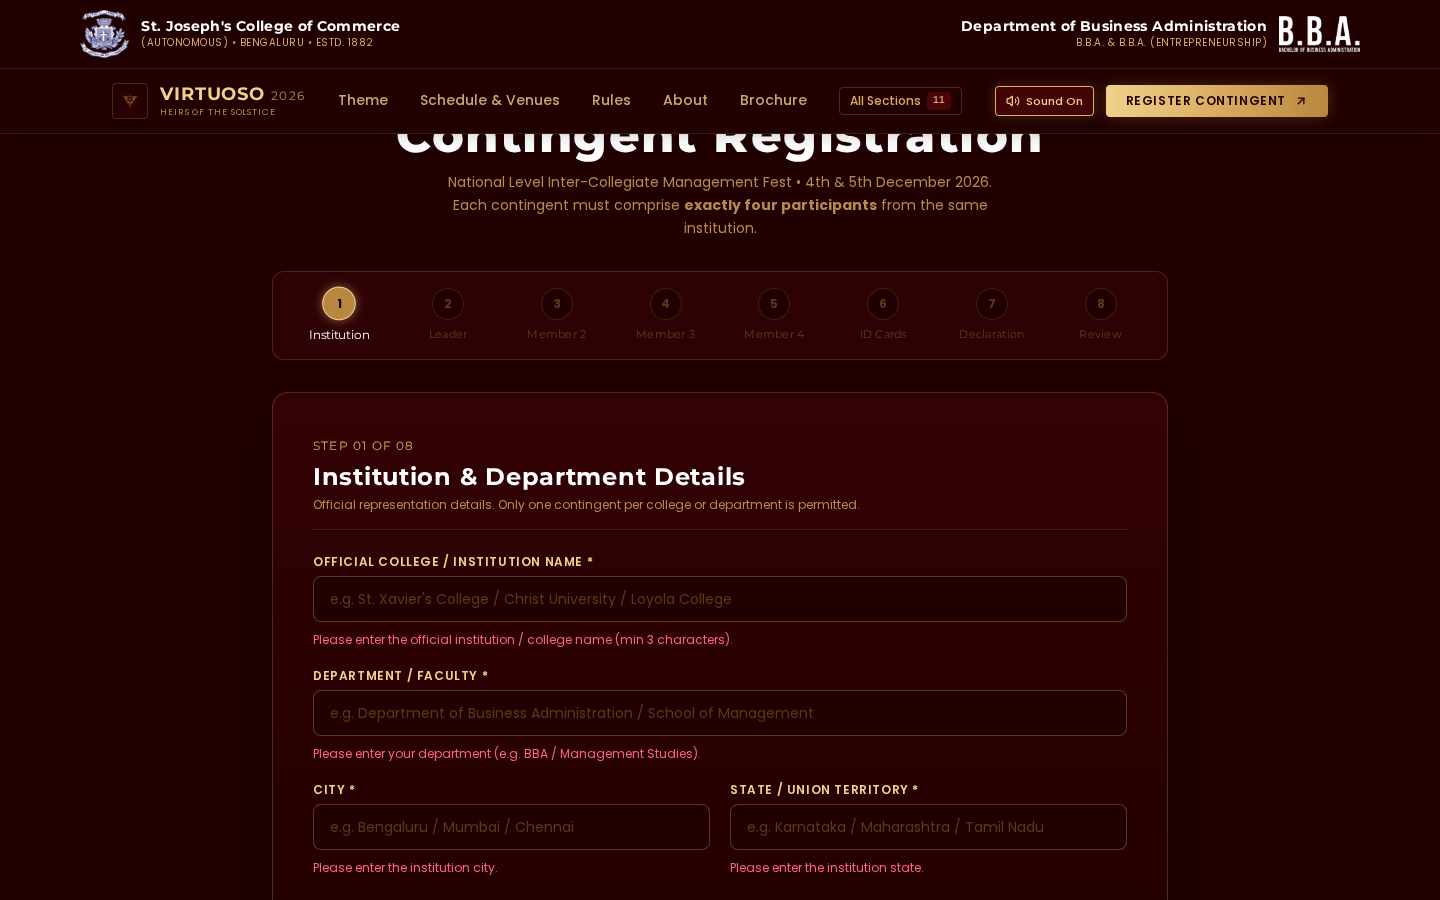 St. Joseph's College of Commerce
(AUTONOMOUS) • BENGALURU • ESTD. 1882
Department of Business Administration
B.B.A. & B.B.A. (ENTREPRENEURSHIP)
B.B.A.
BACHELOR OF BUSINESS ADMINISTRATION
VIRTUOSO 2026
HEIRS OF THE SOLSTICE
Theme
Schedule & Venues
Rules
About
Brochure
All Sections 11
Sound On
REGISTER CONTINGENT
Contingent Registration
National Level Inter-Collegiate Management Fest • 4th & 5th December 2026.
Each contingent must comprise exactly four participants from the same
institution.
1
2
3
4
5
6
7
8
Institution
Leader
Member 2
Member 3
Member 4
ID Cards
Declaration
Review
STEP 01 OF 08
Institution & Department Details
Official representation details. Only one contingent per college or department is permitted.
OFFICIAL COLLEGE / INSTITUTION NAME *
e.g. St. Xavier's College / Christ University / Loyola College
Please enter the official institution / college name (min 3 characters).
DEPARTMENT / FACULTY *
e.g. Department of Business Administration / School of Management
Please enter your department (e.g. BBA / Management Studies).
CITY *
STATE / UNION TERRITORY *
e.g. Bengaluru / Mumbai / Chennai
e.g. Karnataka / Maharashtra / Tamil Nadu
Please enter the institution city.
Please enter the institution state.